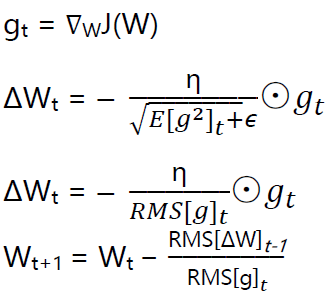 gₜ = ∇_W J(W)
ΔWₜ = − η / √(E[g²]ₜ+ϵ) ⊙ gₜ
ΔWₜ = − η / RMS[g]ₜ ⊙ gₜ
Wₜ₊₁ = Wₜ − RMS[ΔW]ₜ₋₁ / RMS[g]ₜ